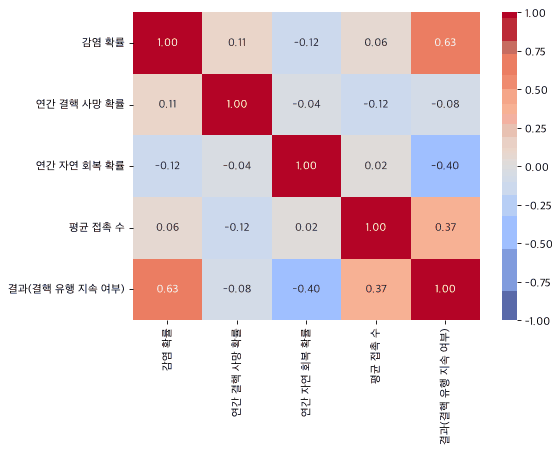 감염 확률 1.00 0.11 -0.12 0.06 0.63
연간 결핵 사망 확률 0.11 1.00 -0.04 -0.12 -0.08
연간 자연 회복 확률 -0.12 -0.04 1.00 0.02 -0.40
평균 접촉 수 0.06 -0.12 0.02 1.00 0.37
결과(결핵 유행 지속 여부) 0.63 -0.08 -0.40 0.37 1.00
감염 확률
연간 결핵 사망 확률
연간 자연 회복 확률
평균 접촉 수
결과(결핵 유행 지속 여부)
1.00
0.75
0.50
0.25
0.00
-0.25
-0.50
-0.75
-1.00